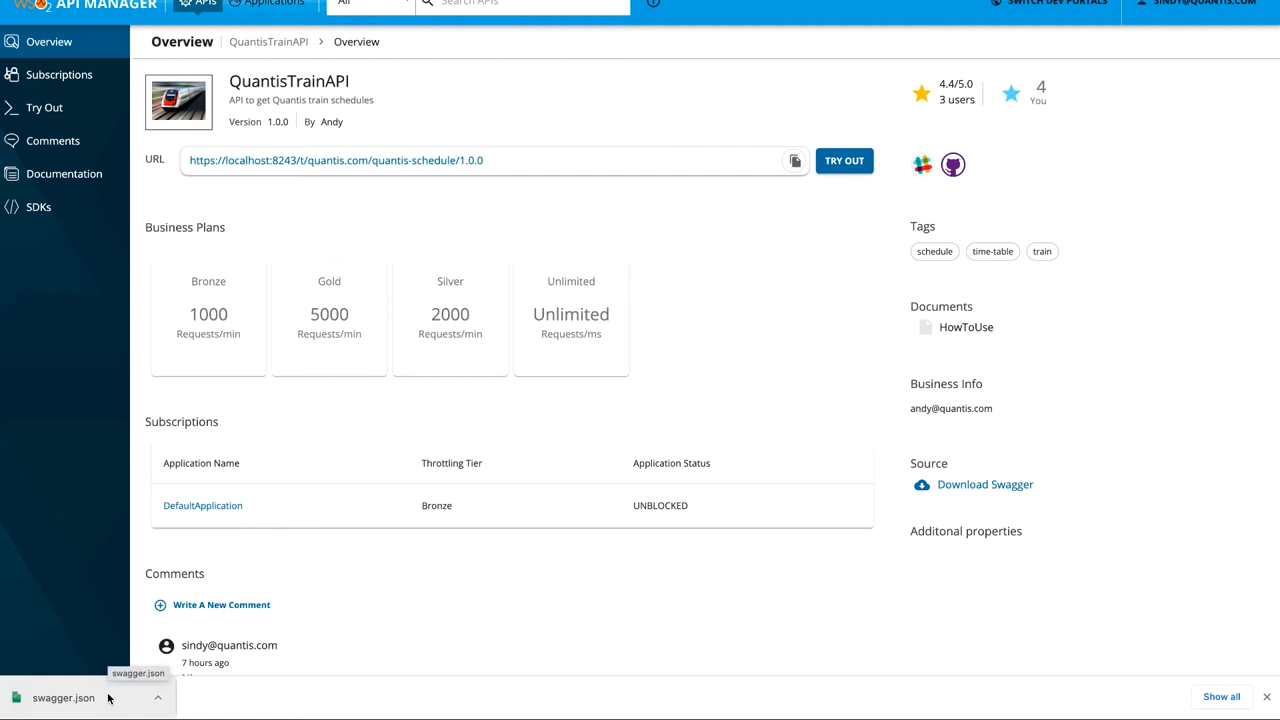 WSO2 API MANAGER
APIs
Applications
All
Search APIs
SWITCH DEV PORTALS
SINDY@QUANTIS.COM
Overview
Subscriptions
Try Out
Comments
Documentation
SDKs
Overview
QuantisTrainAPI
Overview
QuantisTrainAPI
API to get Quantis train schedules
Version 1.0.0 By Andy
4.4/5.0
3 users
4
You
URL
https://localhost:8243/t/quantis.com/quantis-schedule/1.0.0
TRY OUT
Business Plans
Bronze
1000
Requests/min
Gold
5000
Requests/min
Silver
2000
Requests/min
Unlimited
Unlimited
Requests/ms
Tags
schedule
time-table
train
Documents
HowToUse
Business Info
andy@quantis.com
Source
Download Swagger
Additonal properties
Subscriptions
Application Name Throttling Tier Application Status
DefaultApplication Bronze UNBLOCKED
Comments
Write A New Comment
sindy@quantis.com
7 hours ago
swagger.json
swagger.json
Show all